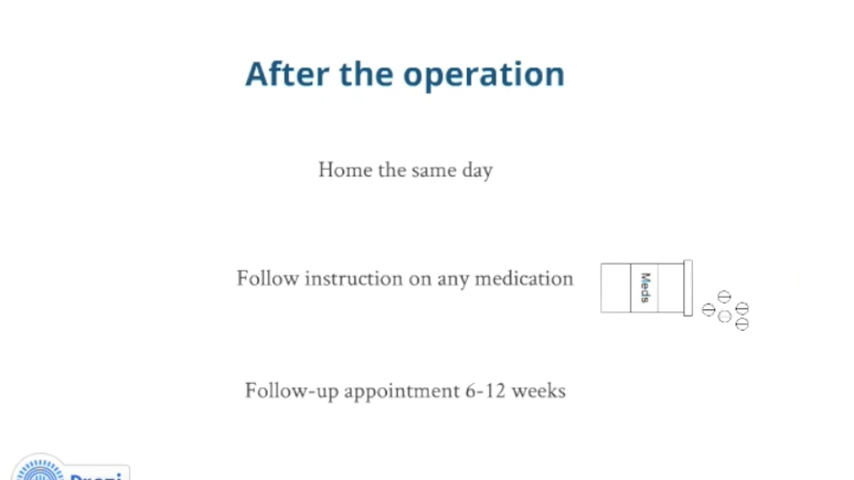 After the operation
Home the same day
Follow instruction on any medication
Meds
Follow-up appointment 6-12 weeks
Prezi